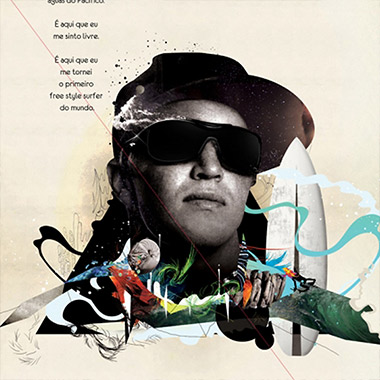 águas do Pacífico.
É aqui que eu
me sinto livre.
É aqui que eu
me tornei
o primeiro
free style surfer
do mundo.